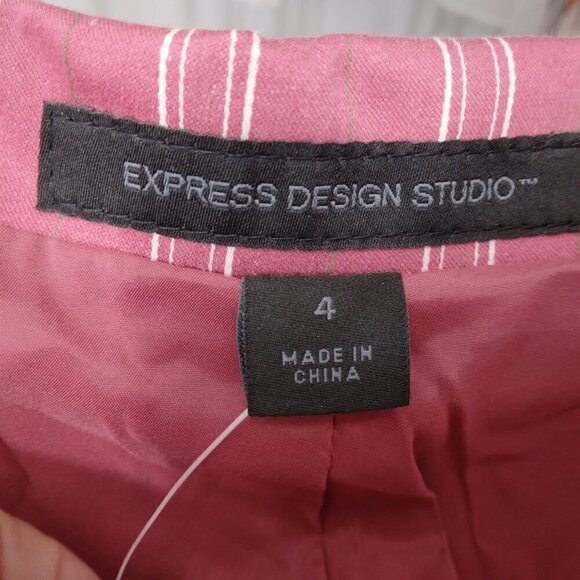 EXPRESS DESIGN STUDIO™
4
MADE IN
CHINA